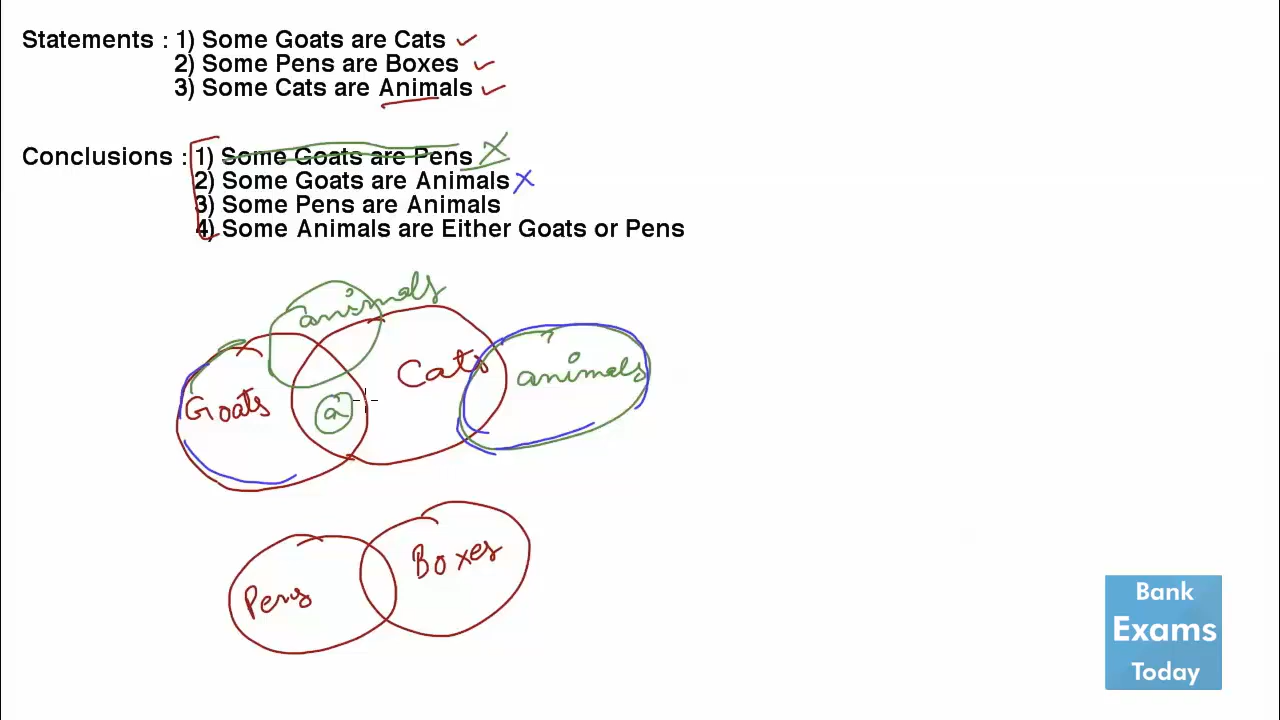 Statements : 1) Some Goats are Cats
2) Some Pens are Boxes
3) Some Cats are Animals
Conclusions : 1) Some Goats are Pens
2) Some Goats are Animals
3) Some Pens are Animals
4) Some Animals are Either Goats or Pens
animals
Goats
Cats
animals
a
Pens
Boxes
Bank
Exams
Today